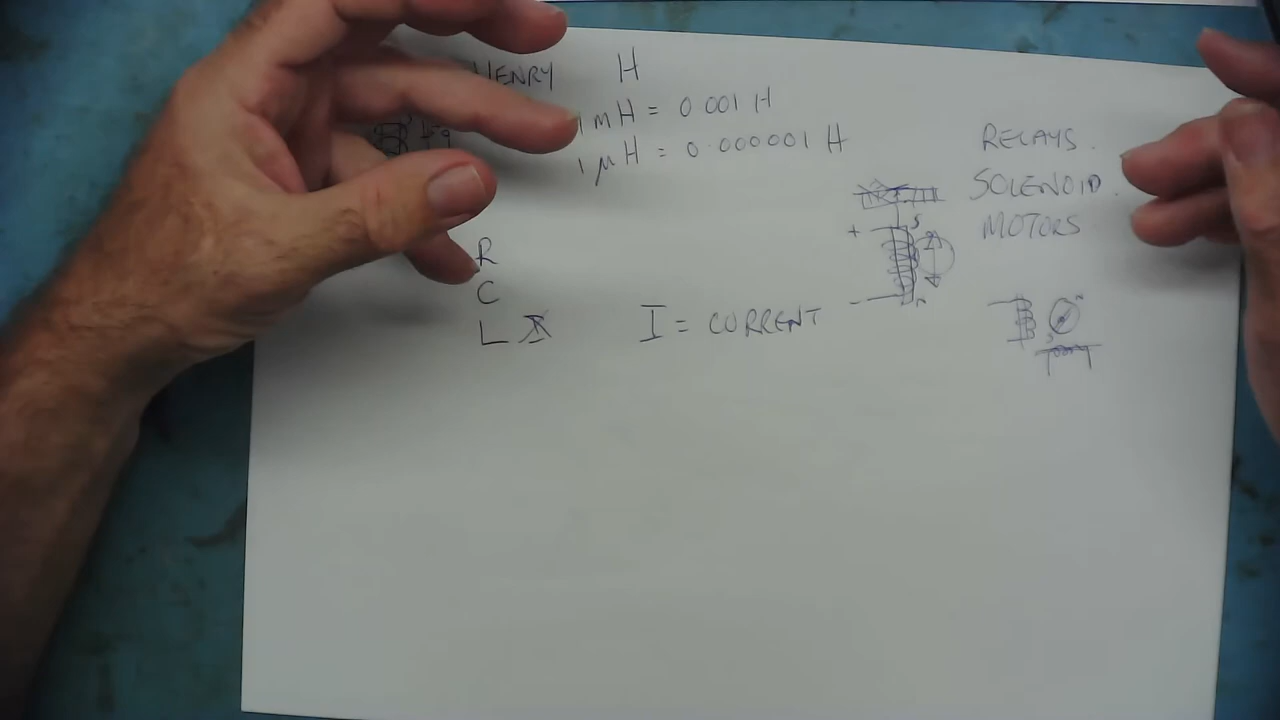 HENRY H
1 mH = 0.001 H
1 µH = 0.000001 H
RELAYS.
SOLENOID.
MOTORS
+
S
n
-
R
C
L
I = CURRENT
N
S